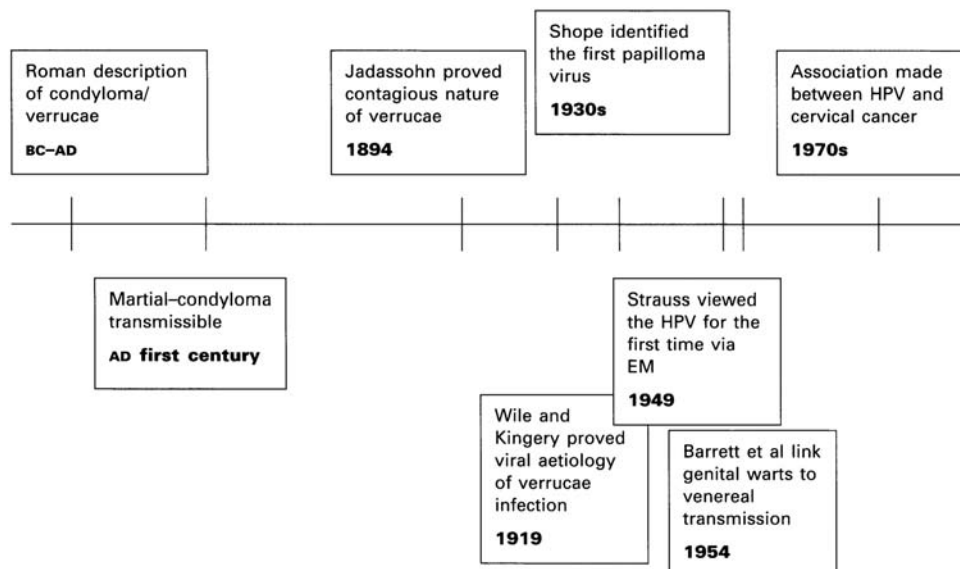 Roman description
of condyloma/
verrucae
BC–AD
Jadassohn proved
contagious nature
of verrucae
1894
Shope identified
the first papilloma
virus
1930s
Association made
between HPV and
cervical cancer
1970s
Martial–condyloma
transmissible
AD first century
Wile and
Kingery proved
viral aetiology
of verrucae
infection
1919
Strauss viewed
the HPV for the
first time via
EM
1949
Barrett et al link
genital warts to
venereal
transmission
1954